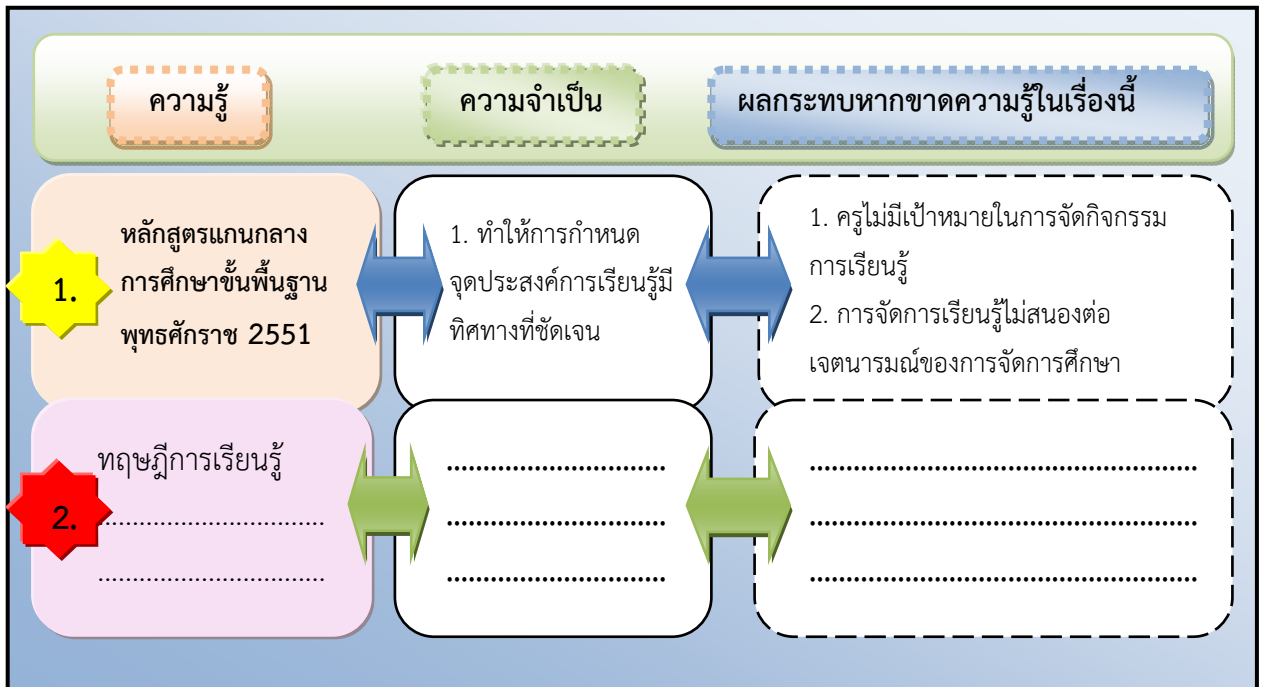 ความรู้
ความจำเป็น
ผลกระทบหากขาดความรู้ในเรื่องนี้
1.
หลักสูตรแกนกลาง
การศึกษาขั้นพื้นฐาน
พุทธศักราช 2551
1. ทำให้การกำหนด
จุดประสงค์การเรียนรู้มี
ทิศทางที่ชัดเจน
1. ครูไม่มีเป้าหมายในการจัดกิจกรรม
การเรียนรู้
2. การจัดการเรียนรู้ไม่สนองต่อ
เจตนารมณ์ของการจัดการศึกษา
2.
ทฤษฎีการเรียนรู้
................................
................................
............................
............................
............................
..................................................
..................................................
..................................................